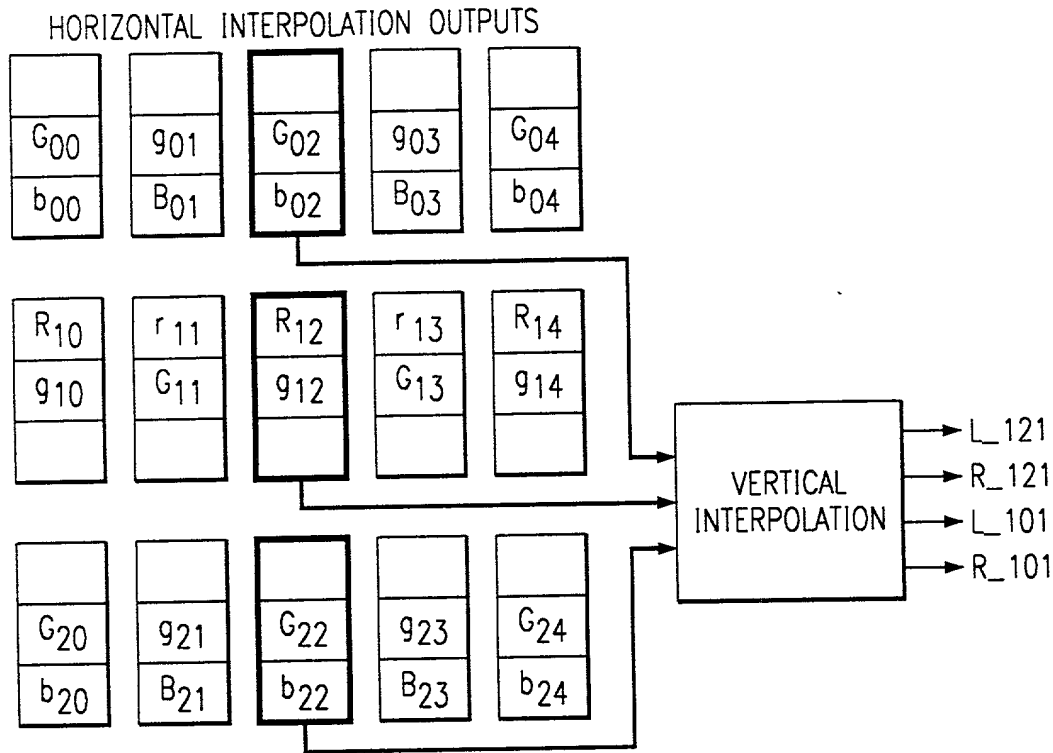 HORIZONTAL INTERPOLATION OUTPUTS
G00 g01 G02 g03 G04
b00 B01 b02 B03 b04
R10 r11 R12 r13 R14
g10 G11 g12 G13 g14
VERTICAL
INTERPOLATION
L_121
R_121
L_101
R_101
G20 g21 G22 g23 G24
b20 B21 b22 B23 b24